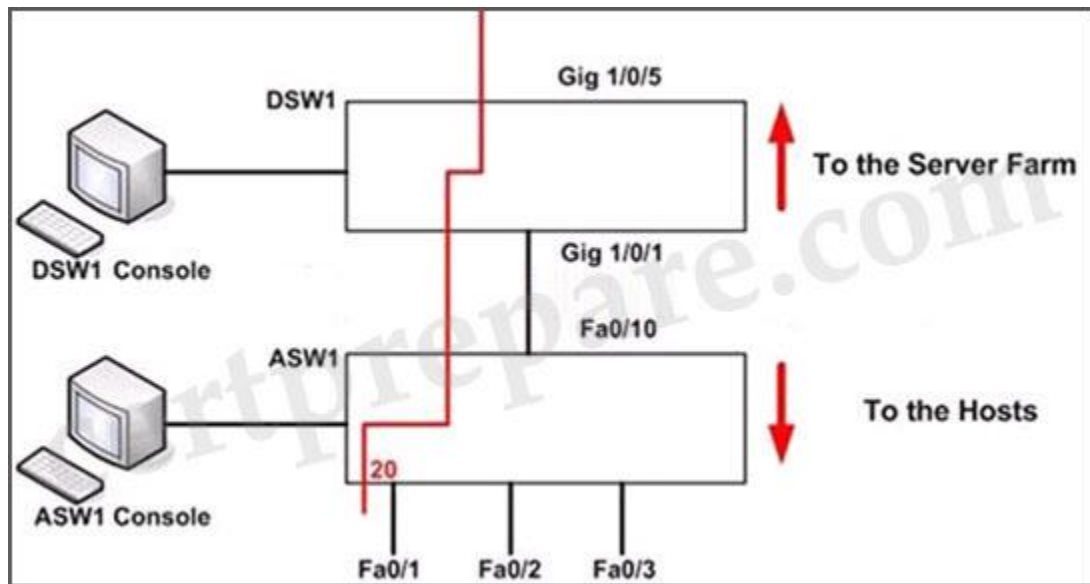 Gig 1/0/5
DSW1
To the Server Farm
DSW1 Console
Gig 1/0/1
Fa0/10
ASW1
To the Hosts
20
ASW1 Console
Fa0/1
Fa0/2
Fa0/3
rtprepare.com